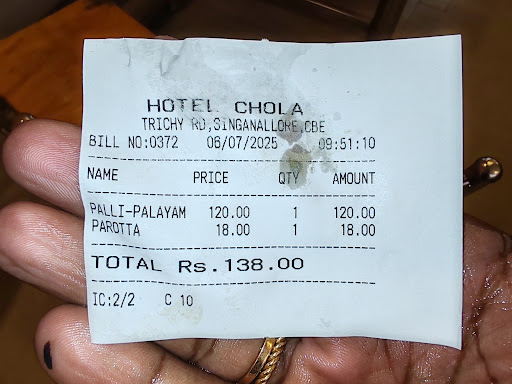 HOTEL CHOLA
TRICHY RD,SINGANALLORE,CBE
BILL NO:0372 06/07/2025 09:51:10
NAME PRICE QTY AMOUNT
PALLI-PALAYAM 120.00 1 120.00
PAROTTA 18.00 1 18.00
TOTAL Rs.138.00
IC:2/2 C 10